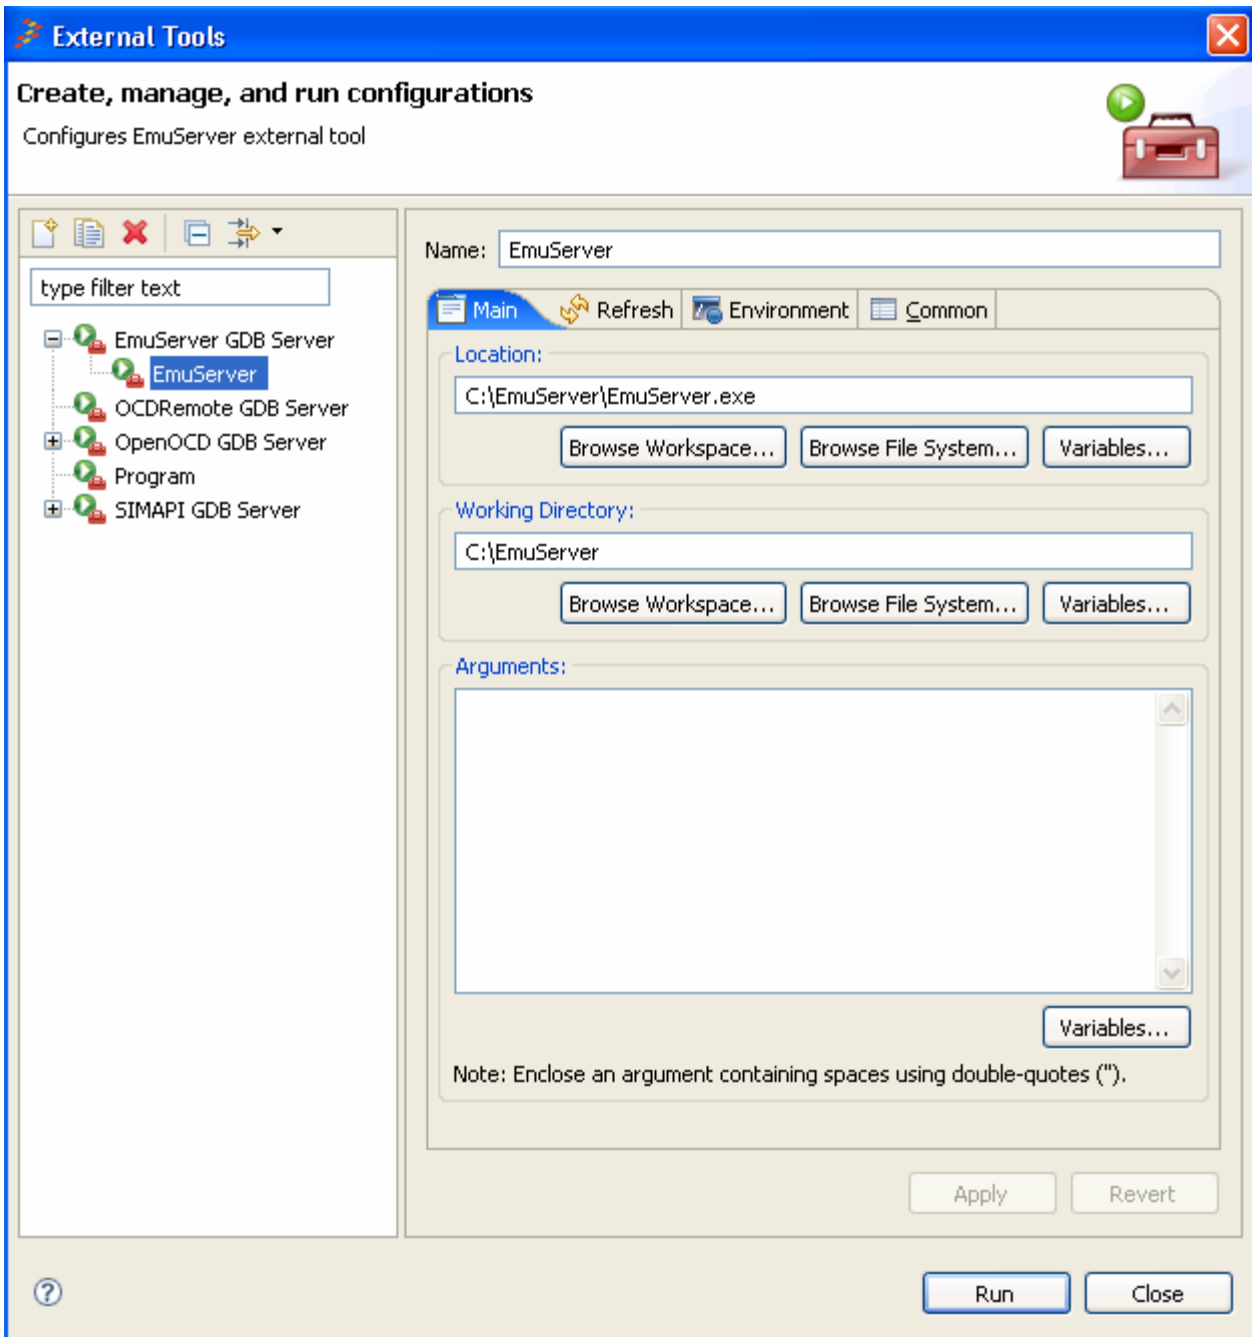 External Tools
Create, manage, and run configurations
Configures EmuServer external tool
type filter text
EmuServer GDB Server
EmuServer
OCDRemote GDB Server
OpenOCD GDB Server
Program
SIMAPI GDB Server
Name: EmuServer
Main Refresh Environment Common
Location:
C:\EmuServer\EmuServer.exe
Browse Workspace... Browse File System... Variables...
Working Directory:
C:\EmuServer
Browse Workspace... Browse File System... Variables...
Arguments:
Variables...
Note: Enclose an argument containing spaces using double-quotes (").
Apply Revert
? Run Close